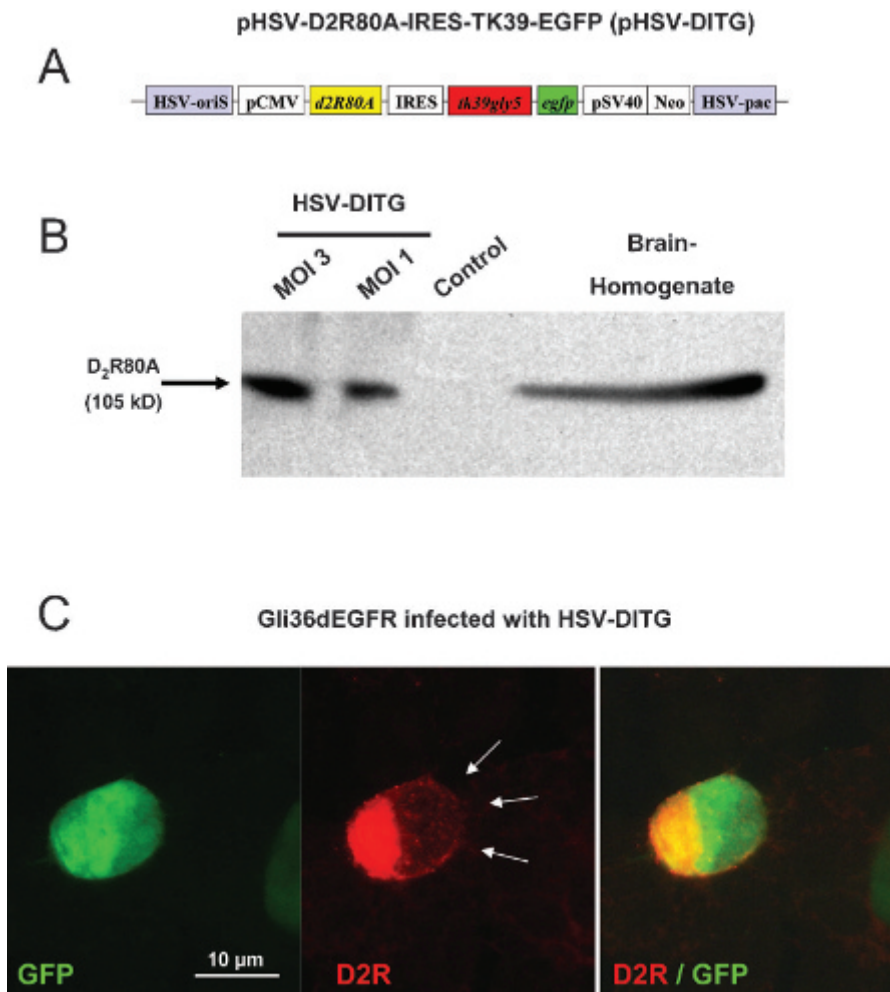 pHSV-D2R80A-IRES-TK39-EGFP (pHSV-DITG)
A
HSV-oriS pCMV d2R80A IRES tk39gly5 egfp pSV40 Neo HSV-pac
B
HSV-DITG
MOI 3 MOI 1 Control
Brain-
Homogenate
D₂R80A
(105 kD)
C
Gli36dEGFR infected with HSV-DITG
GFP
10 µm
D2R
D2R / GFP